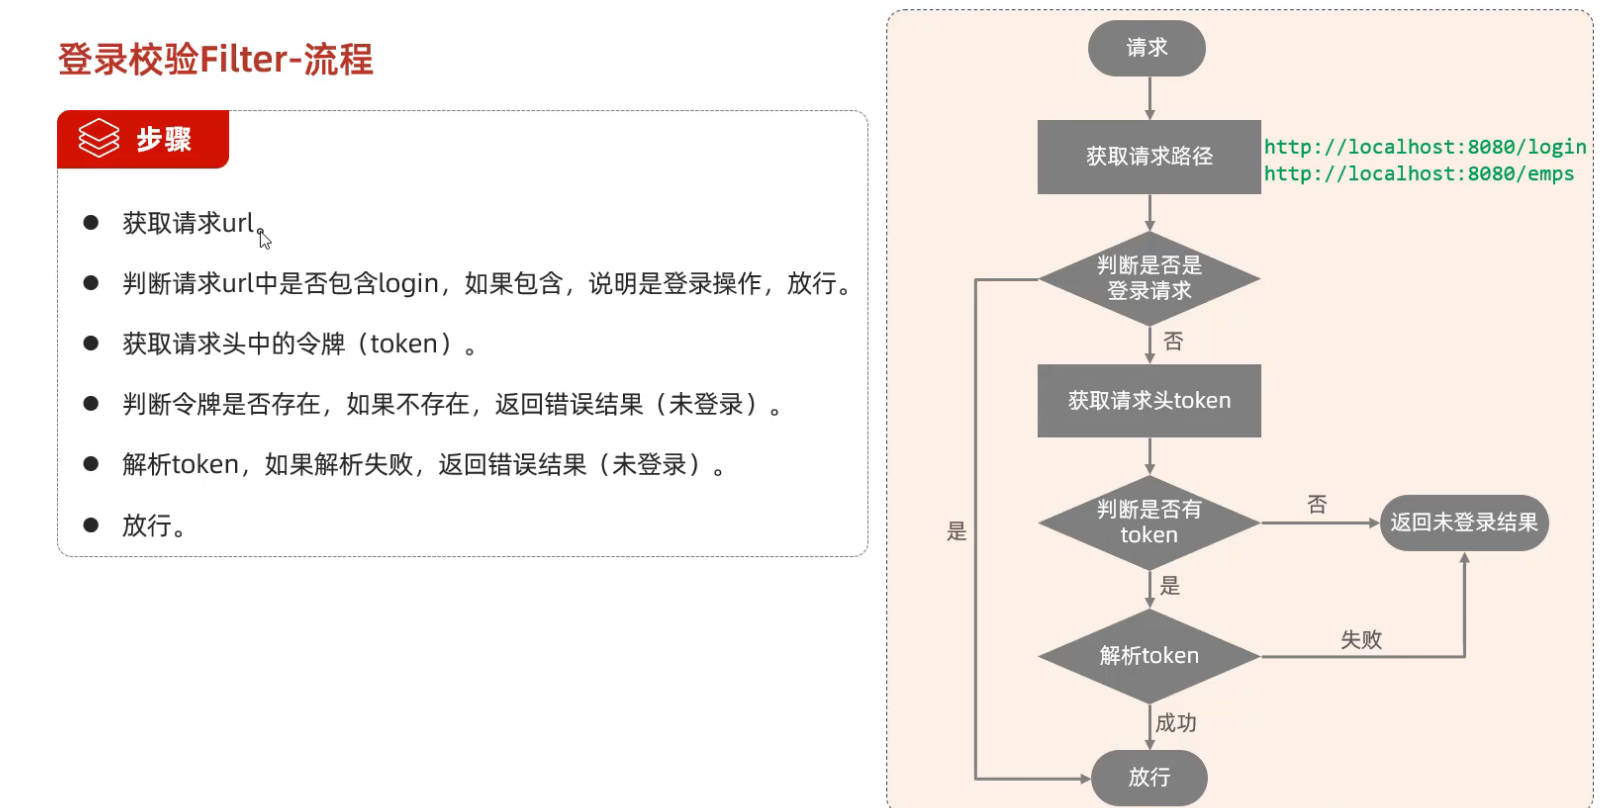 登录校验Filter-流程
步骤
获取请求url。
判断请求url中是否包含login，如果包含，说明是登录操作，放行。
获取请求头中的令牌（token）。
判断令牌是否存在，如果不存在，返回错误结果（未登录）。
解析token，如果解析失败，返回错误结果（未登录）。
放行。
请求
获取请求路径
http://localhost:8080/login
http://localhost:8080/emps
判断是否是
登录请求
否
获取请求头token
判断是否有
token
否
返回未登录结果
是
是
解析token
失败
成功
放行